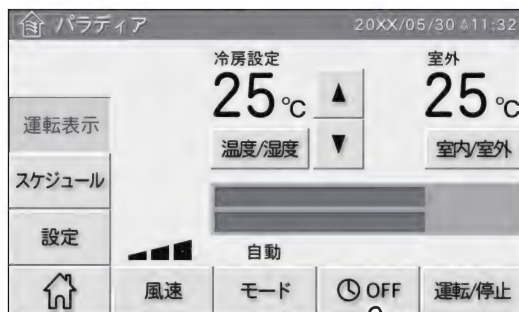 パラディア 20XX/05/30 11:32
冷房設定 室外
25℃ ▲ 25℃
運転表示
温度/湿度 ▼ 室内/室外
スケジュール
設定
自動
風速 モード OFF 運転/停止